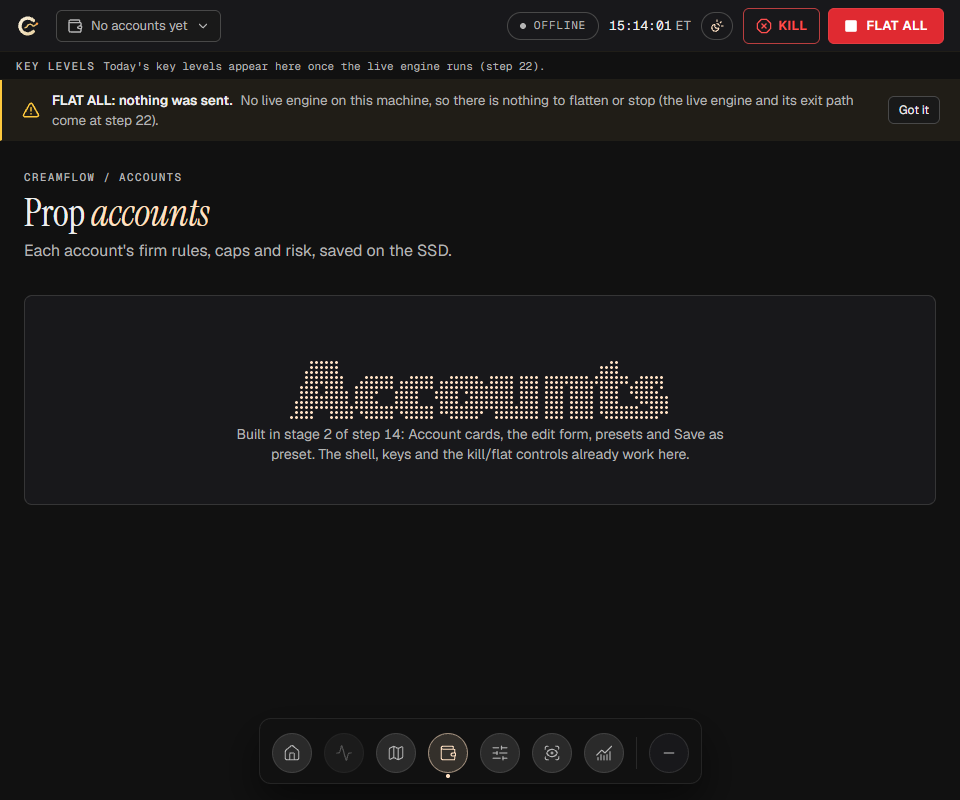 No accounts yet
OFFLINE
15:14:01 ET
KILL
FLAT ALL
KEY LEVELS Today's key levels appear here once the live engine runs (step 22).
FLAT ALL: nothing was sent. No live engine on this machine, so there is nothing to flatten or stop (the live engine and its exit path
come at step 22).
Got it
CREAMFLOW / ACCOUNTS
Prop accounts
Each account's firm rules, caps and risk, saved on the SSD.
Accounts
Built in stage 2 of step 14: Account cards, the edit form, presets and Save as
preset. The shell, keys and the kill/flat controls already work here.